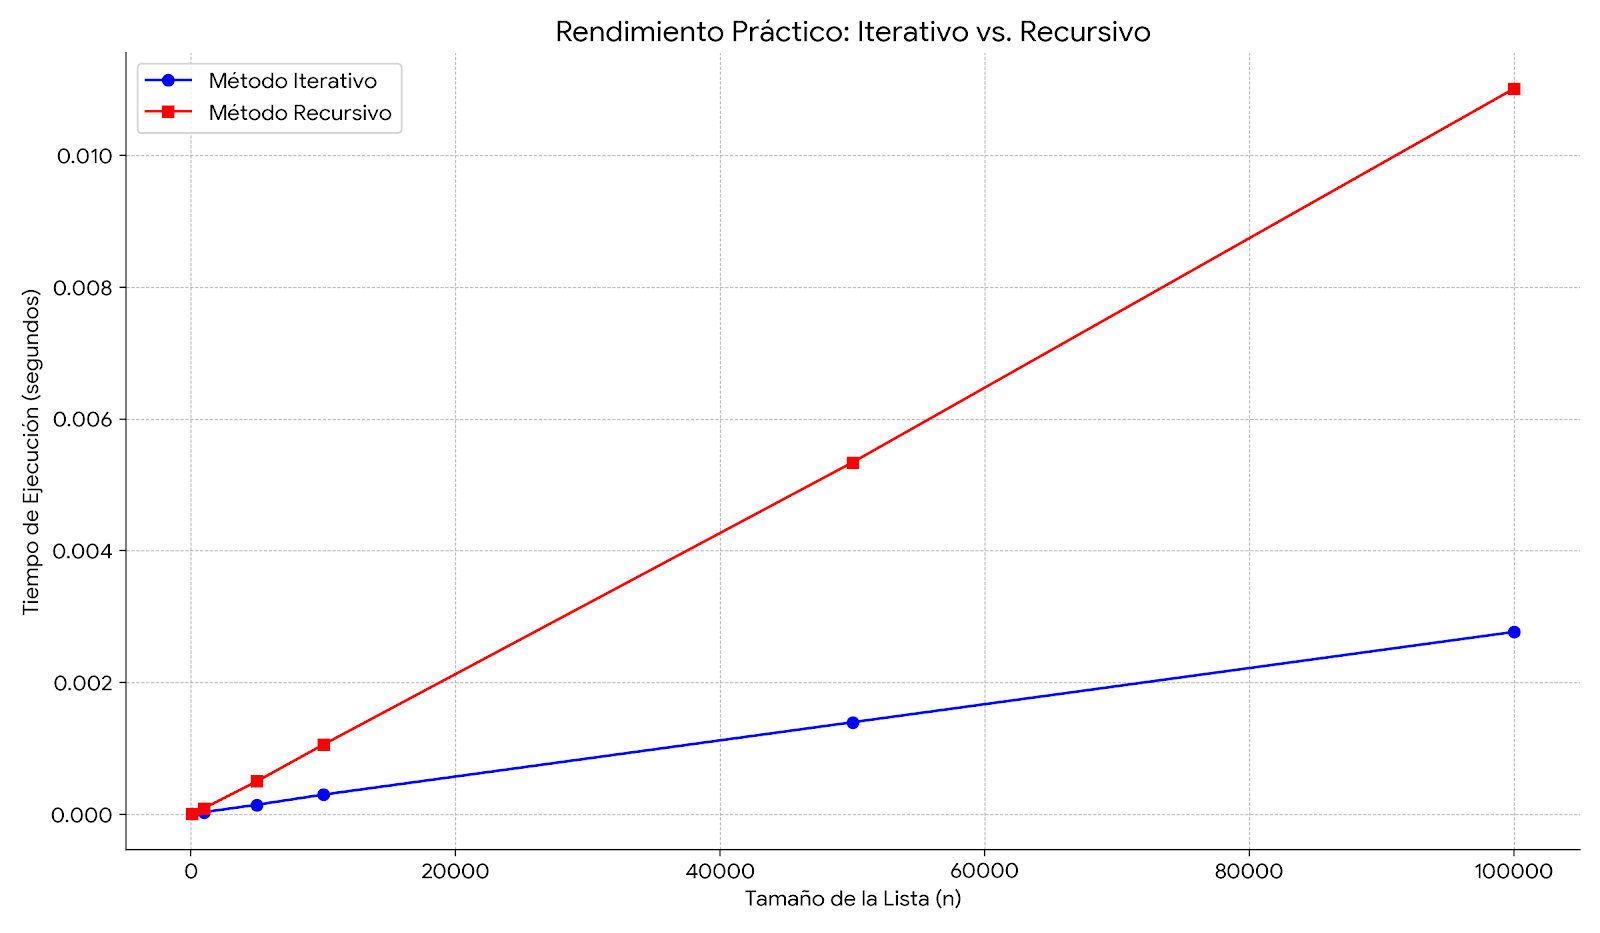 Rendimiento Práctico: Iterativo vs. Recursivo
Método Iterativo
Método Recursivo
0.010
0.008
0.006
0.004
0.002
0.000
Tiempo de Ejecución (segundos)
0 20000 40000 60000 80000 100000
Tamaño de la Lista (n)